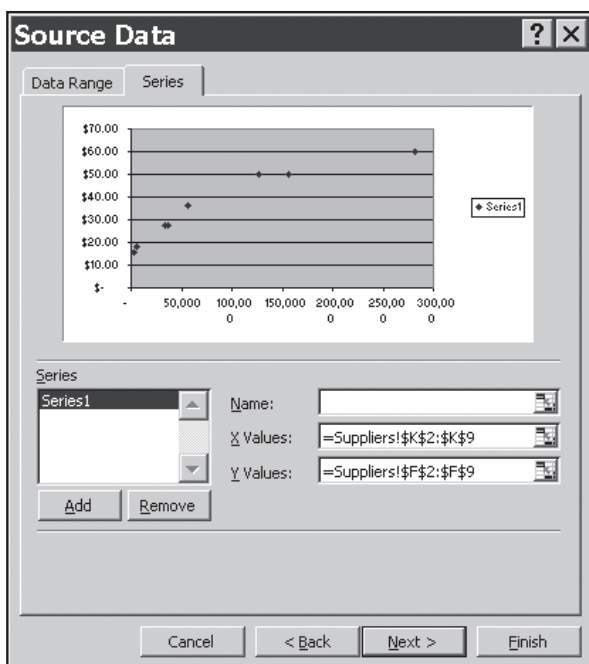 Source Data
? X
Data Range Series
$70.00
$60.00
$50.00
$40.00
$30.00
$20.00
$10.00
$-
- 50,000 100,00 150,000 200,00 250,00 300,00
0 0 0 0
Series1
Series
Series1
Name:
X Values: =Suppliers!$K$2:$K$9
Y Values: =Suppliers!$F$2:$F$9
Add Remove
Cancel < Back Next > Finish